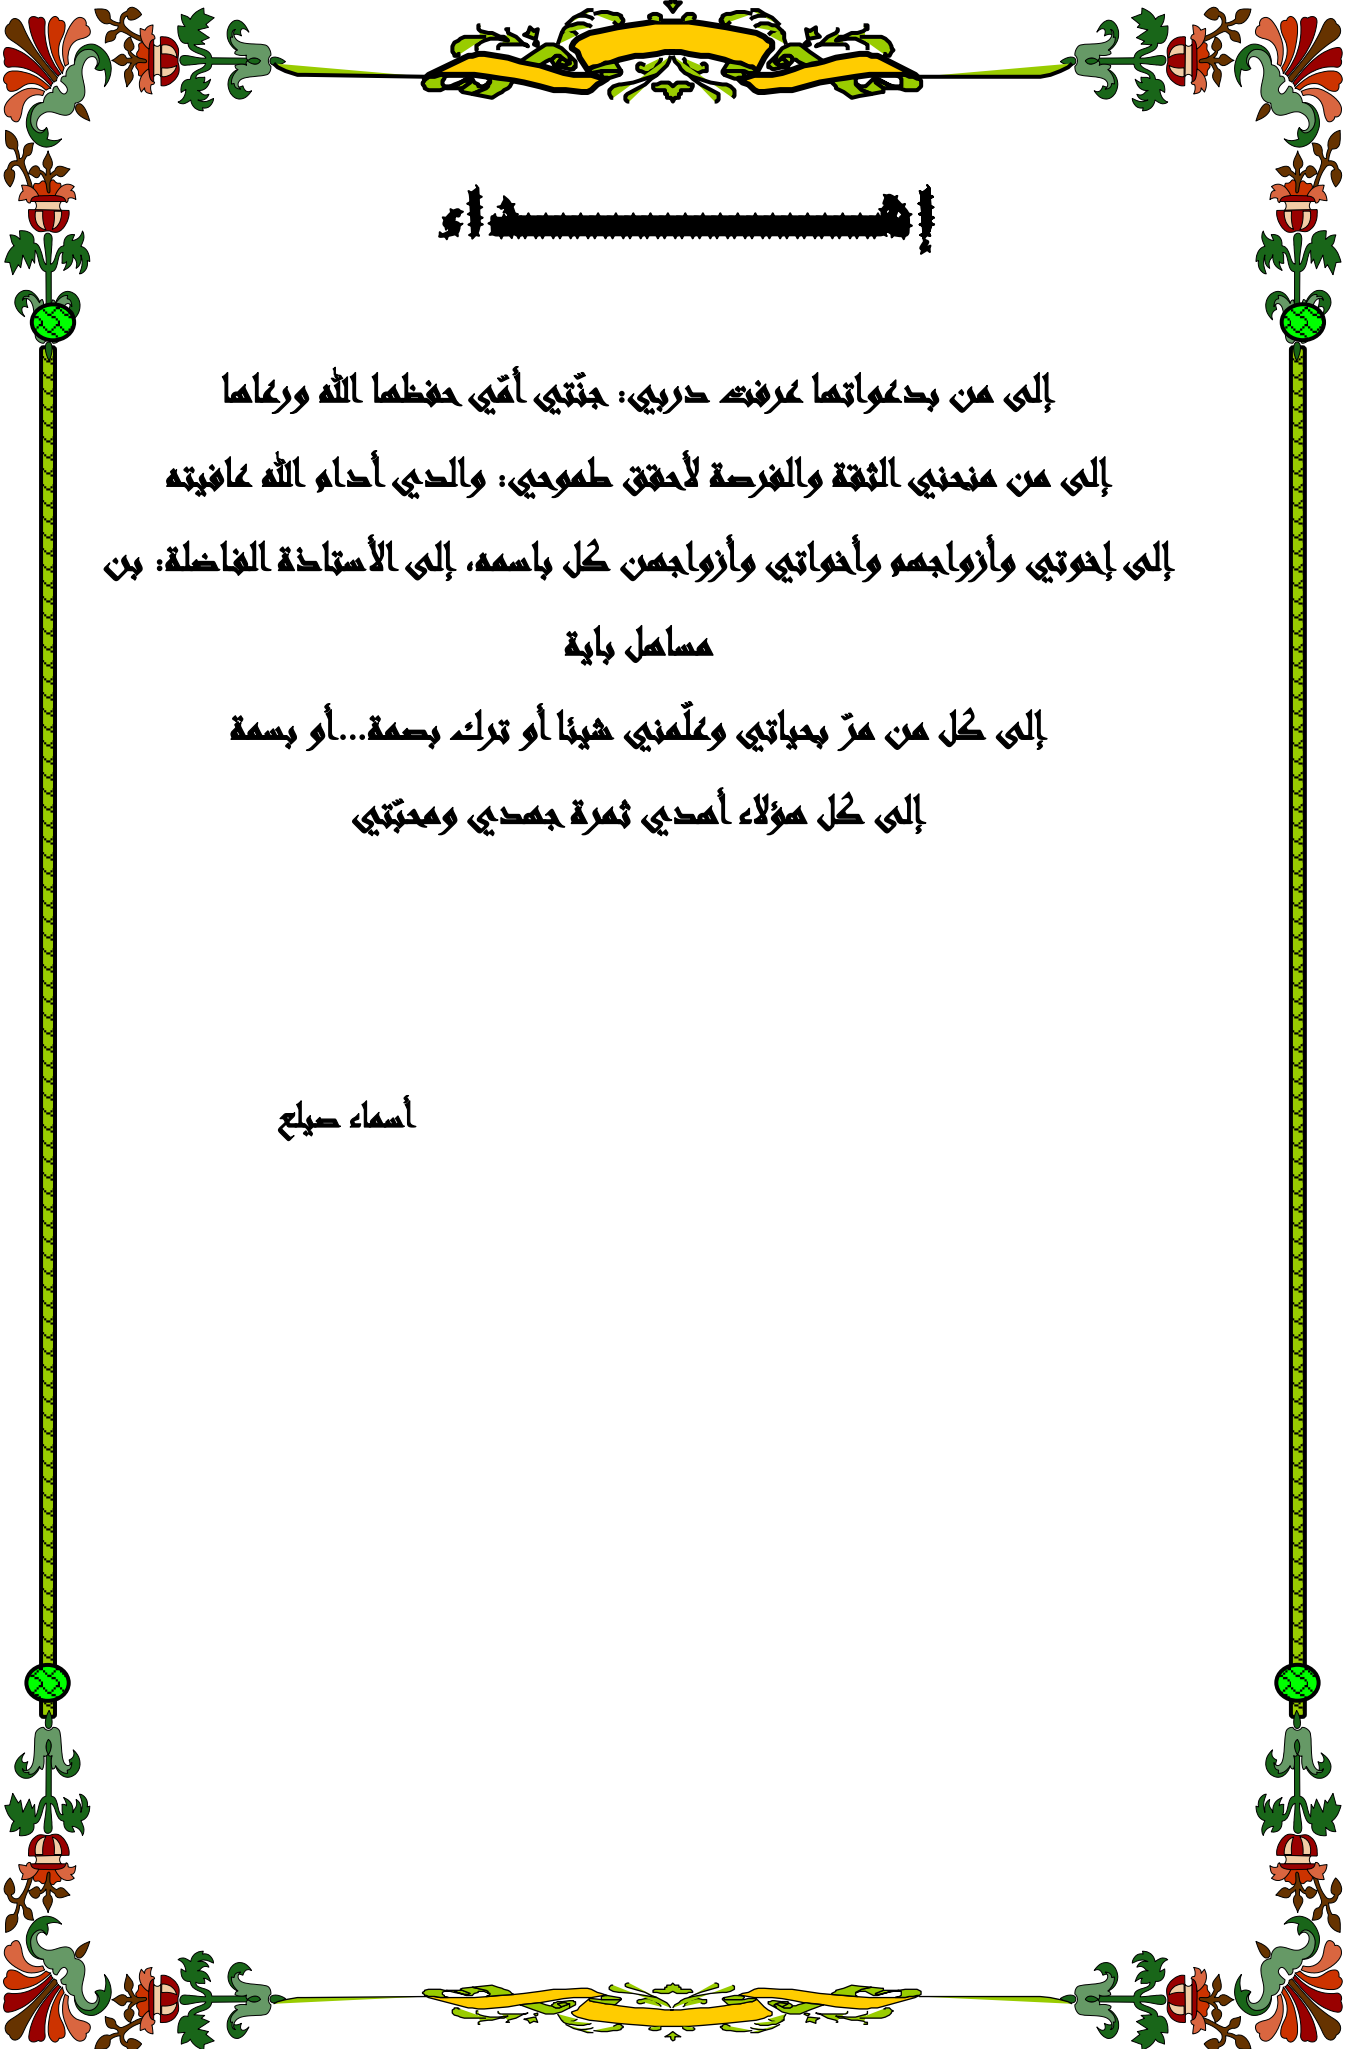 إهـــــــــــــــــــداء
إلى من بدعواتها عرفت دربي: جنّتي أمّي حفظها الله ورعاها
إلى من منحني الثقة والفرصة لأحقق طموحي: والدي أدام الله عافيته
إلى إخوتي وأزواجهم وأخواتي وأزواجهن كل باسمه، إلى الأستاذة الفاضلة: بن
مساهل باية
إلى كل من مرّ بحياتي وعلّمني شيئا أو ترك بصمة...أو بسمة
إلى كل هؤلاء أهدي ثمرة جهدي ومحبّتي
أسماء صيلع